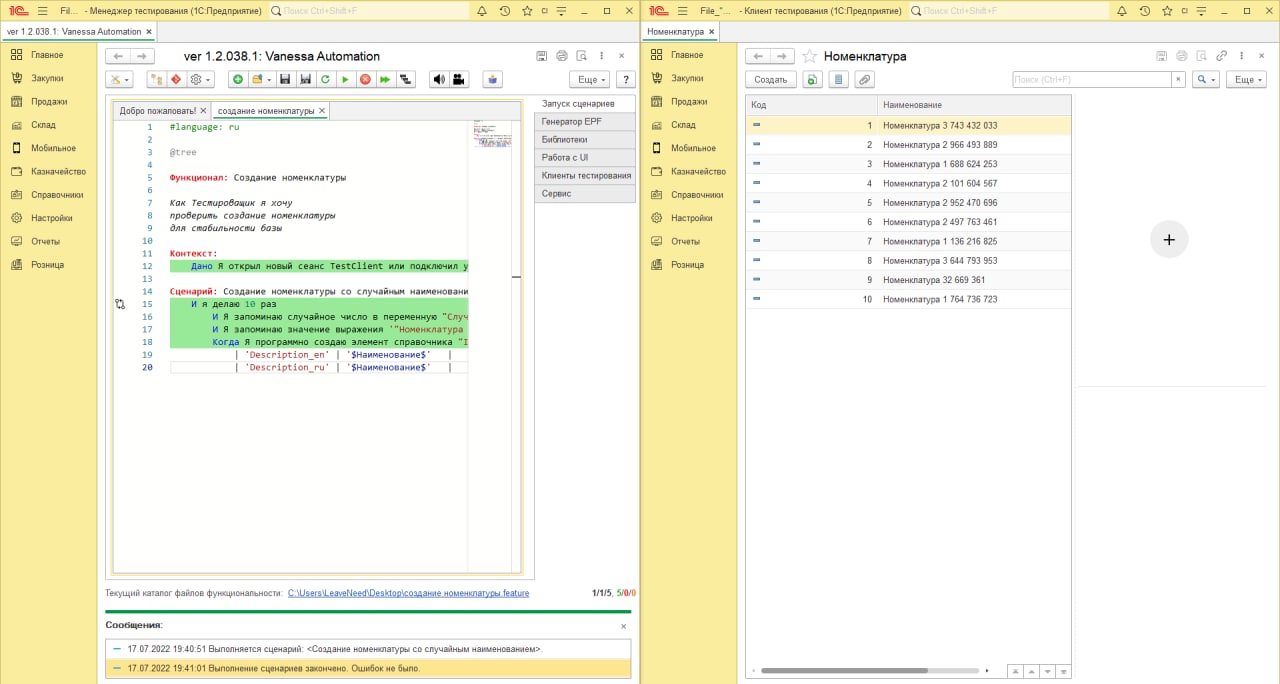 Fil... - Менеджер тестирования (1С:Предприятие)
Поиск Ctrl+Shift+F
ver 1.2.038.1: Vanessa Automation
Главное
Закупки
Продажи
Склад
Мобильное
Казначейство
Справочники
Настройки
Отчеты
Розница
ver 1.2.038.1: Vanessa Automation
Еще
?
Добро пожаловать!
создание номенклатуры
1 #language: ru
2
3 @tree
4
5 Функционал: Создание номенклатуры
6
7 Как Тестировщик я хочу
8 проверить создание номенклатуры
9 для стабильности базы
10
11 Контекст:
12 Дано Я открыл новый сеанс TestClient или подключил у
13
14 Сценарий: Создание номенклатуры со случайным наименовани
15 И я делаю 10 раз
16 И Я запоминаю случайное число в переменную "Случ
17 И Я запоминаю значение выражения '"Номенклатура
18 Когда Я программно создаю элемент справочника "I
19 | 'Description_en' | '$Наименование$' |
20 | 'Description_ru' | '$Наименование$' |
Запуск сценариев
Генератор EPF
Библиотеки
Работа с UI
Клиенты тестирования
Сервис
Текущий каталог файлов функциональности: C:\Users\LeaveNeed\Desktop\создание номенклатуры.feature
1/1/5, 5/0/0
Сообщения:
17.07.2022 19:40:51 Выполняется сценарий: <Создание номенклатуры со случайным наименованием>.
17.07.2022 19:41:01 Выполнение сценариев закончено. Ошибок не было.
File_"... - Клиент тестирования (1С:Предприятие)
Поиск Ctrl+Shift+F
Номенклатура
Главное
Закупки
Продажи
Склад
Мобильное
Казначейство
Справочники
Настройки
Отчеты
Розница
Номенклатура
Создать
Поиск (Ctrl+F)
Еще
Код Наименование
1 Номенклатура 3 743 432 033
2 Номенклатура 2 966 493 889
3 Номенклатура 1 688 624 253
4 Номенклатура 2 101 604 567
5 Номенклатура 2 952 470 696
6 Номенклатура 2 497 763 461
7 Номенклатура 1 136 216 825
8 Номенклатура 3 644 793 953
9 Номенклатура 32 669 361
10 Номенклатура 1 764 736 723